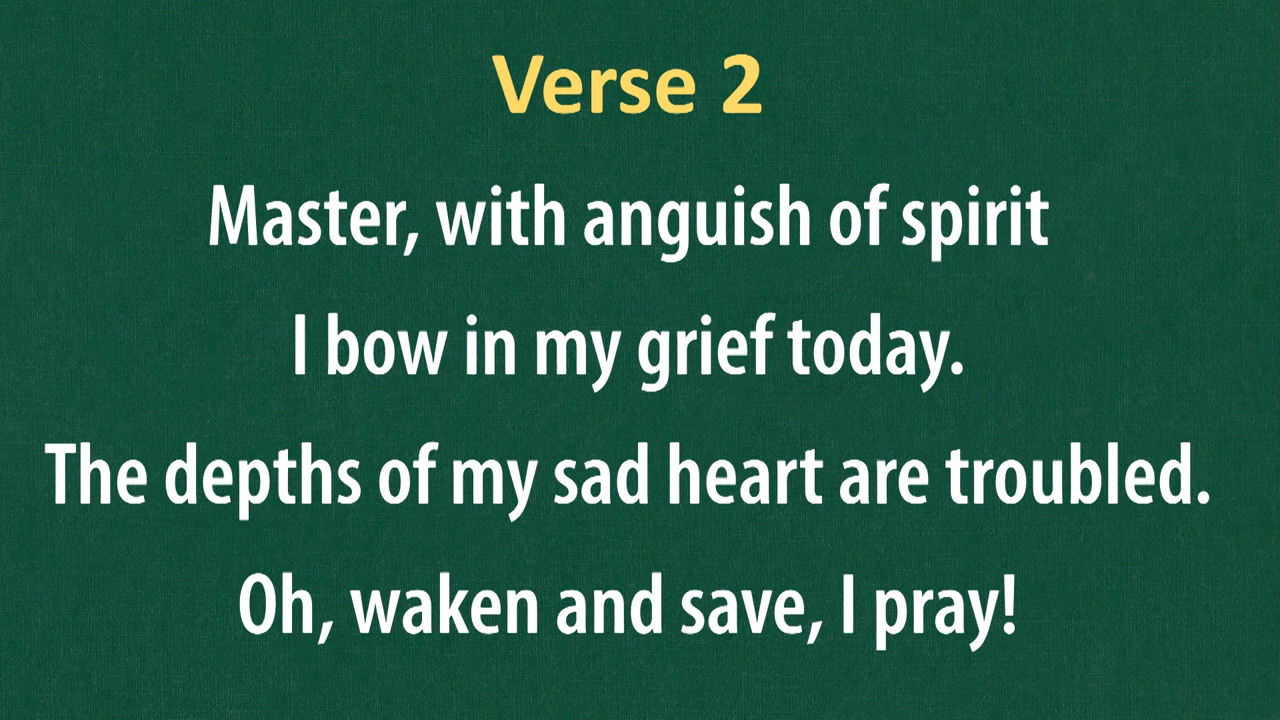 Verse 2
Master, with anguish of spirit
I bow in my grief today.
The depths of my sad heart are troubled.
Oh, waken and save, I pray!